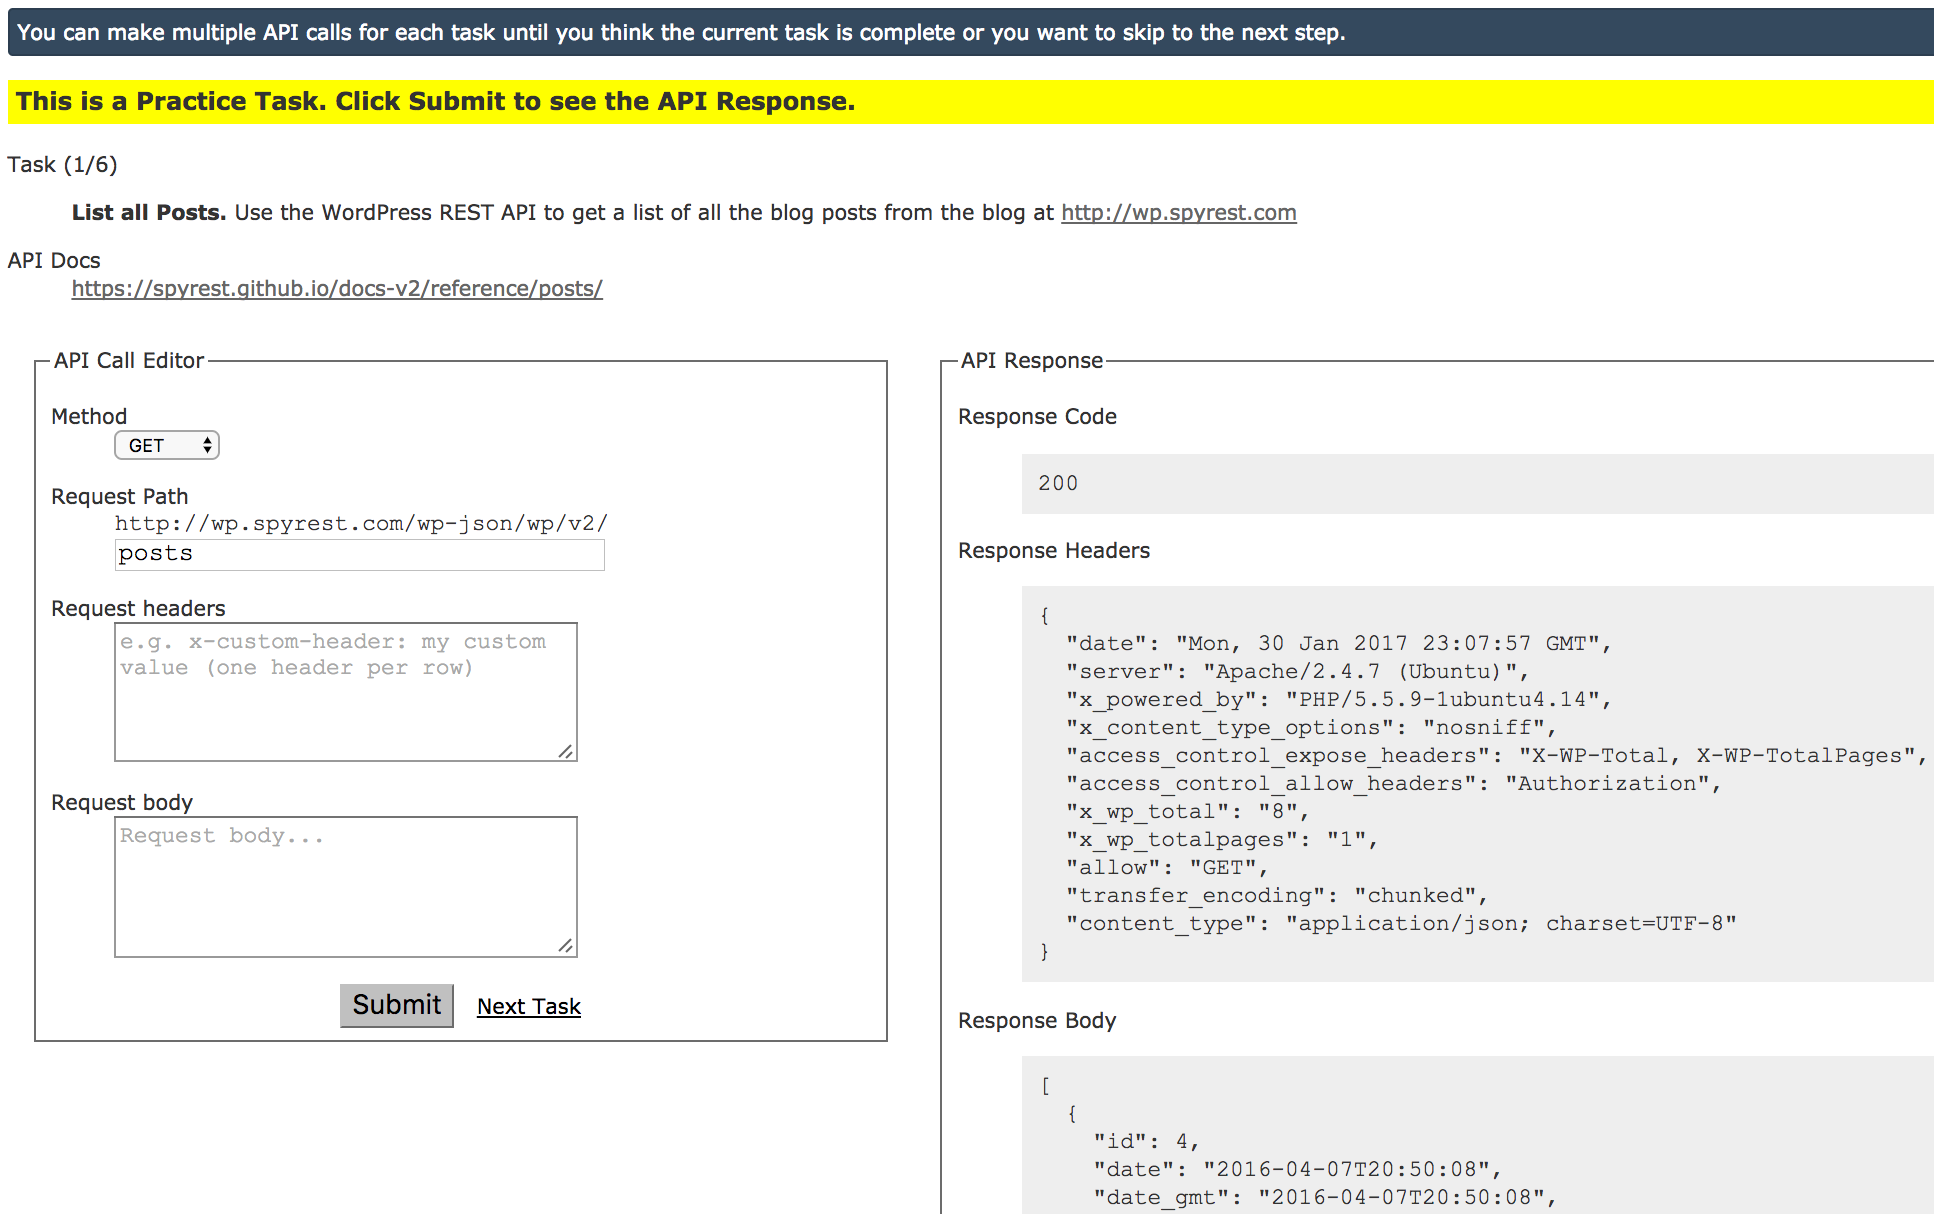 You can make multiple API calls for each task until you think the current task is complete or you want to skip to the next step.
This is a Practice Task. Click Submit to see the API Response.
Task (1/6)
List all Posts. Use the WordPress REST API to get a list of all the blog posts from the blog at http://wp.spyrest.com
API Docs
https://spyrest.github.io/docs-v2/reference/posts/
API Call Editor
Method
GET
Request Path
http://wp.spyrest.com/wp-json/wp/v2/
posts
Request headers
e.g. x-custom-header: my custom
value (one header per row)
Request body
Request body...
Submit Next Task
API Response
Response Code
200
Response Headers
{
"date": "Mon, 30 Jan 2017 23:07:57 GMT",
"server": "Apache/2.4.7 (Ubuntu)",
"x_powered_by": "PHP/5.5.9-1ubuntu4.14",
"x_content_type_options": "nosniff",
"access_control_expose_headers": "X-WP-Total, X-WP-TotalPages",
"access_control_allow_headers": "Authorization",
"x_wp_total": "8",
"x_wp_totalpages": "1",
"allow": "GET",
"transfer_encoding": "chunked",
"content_type": "application/json; charset=UTF-8"
}
Response Body
[
{
"id": 4,
"date": "2016-04-07T20:50:08",
"date_gmt": "2016-04-07T20:50:08",